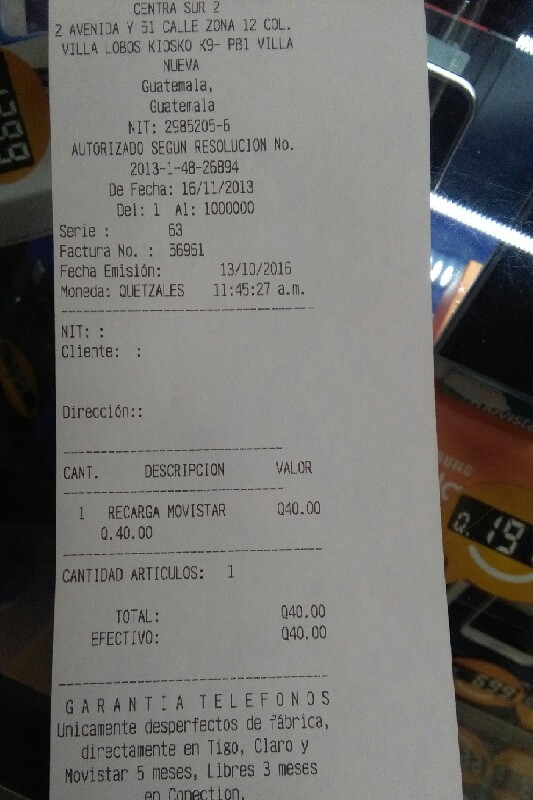 CENTRA SUR 2
2 AVENIDA Y 51 CALLE ZONA 12 COL.
VILLA LOBOS KIOSKO K9- PB1 VILLA
NUEVA
Guatemala,
Guatemala
NIT: 2985205-6
AUTORIZADO SEGUN RESOLUCION No.
2013-1-48-26894
De Fecha: 16/11/2013
Del: 1 Al: 1000000
Serie : 63
Factura No. : 56961
Fecha Emisión: 13/10/2016
Moneda: QUETZALES 11:45:27 a.m.
NIT: :
Cliente: :
Dirección::
CANT. DESCRIPCION VALOR
1 RECARGA MOVISTAR Q40.00
Q.40.00
CANTIDAD ARTICULOS: 1
TOTAL: Q40.00
EFECTIVO: Q40.00
GARANTIA TELEFONOS
Unicamente desperfectos de fábrica,
directamente en Tigo, Claro y
Movistar 5 meses, Libres 3 meses
en Conection.
Q.19
699